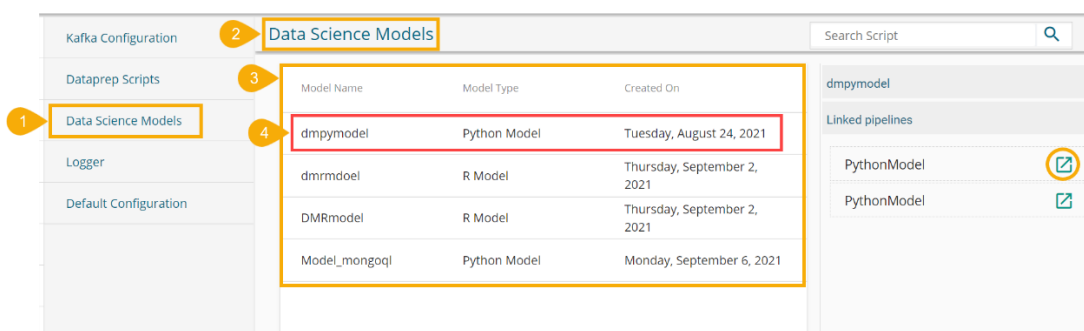 Kafka Configuration
2
Data Science Models
Search Script
3
Dataprep Scripts
Model Name Model Type Created On
dmpymodel
1
Data Science Models
4
dmpymodel Python Model Tuesday, August 24, 2021
Linked pipelines
Logger
dmrmdoel R Model Thursday, September 2,
2021
PythonModel
Default Configuration
DMRmodel R Model Thursday, September 2,
2021
PythonModel
Model_mongoql Python Model Monday, September 6, 2021